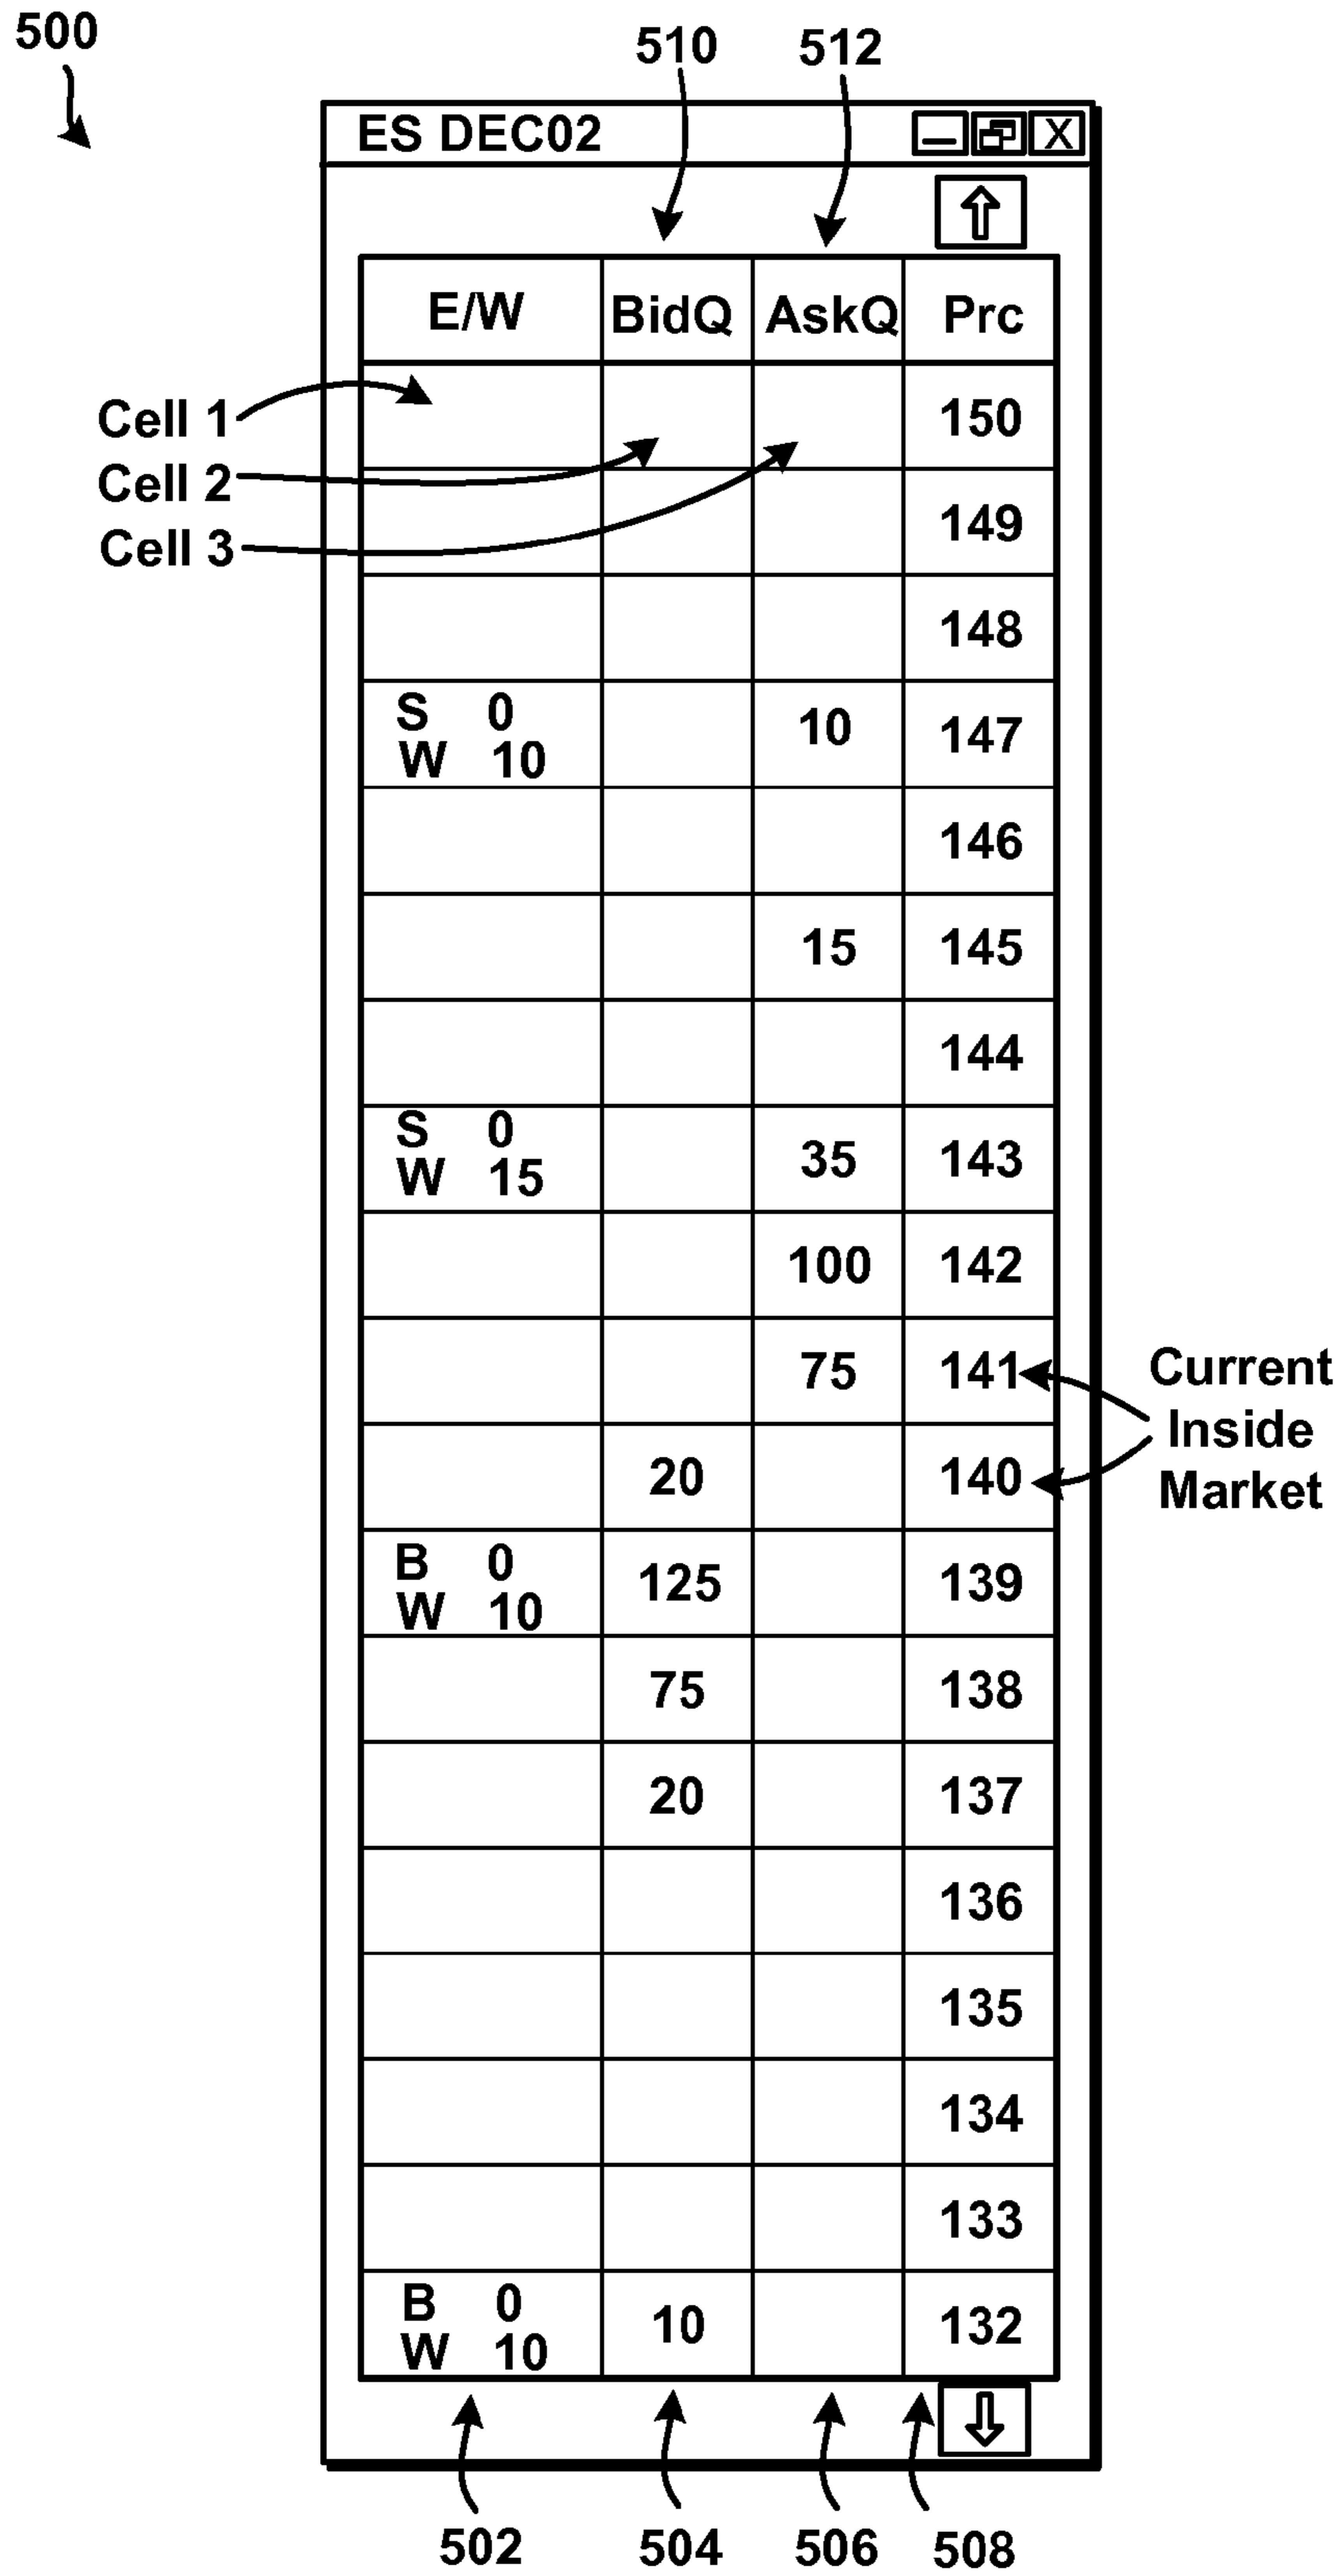 500
510 512
ES DEC02 X
E/W BidQ AskQ Prc
Cell 1 150
Cell 2
Cell 3 149
148
S 0
W 10 10 147
146
15 145
144
S 0
W 15 35 143
100 142
75 141 Current
Inside
20 140 Market
B 0
W 10 125 139
75 138
20 137
136
135
134
133
B 0
W 10 10 132
502 504 506 508